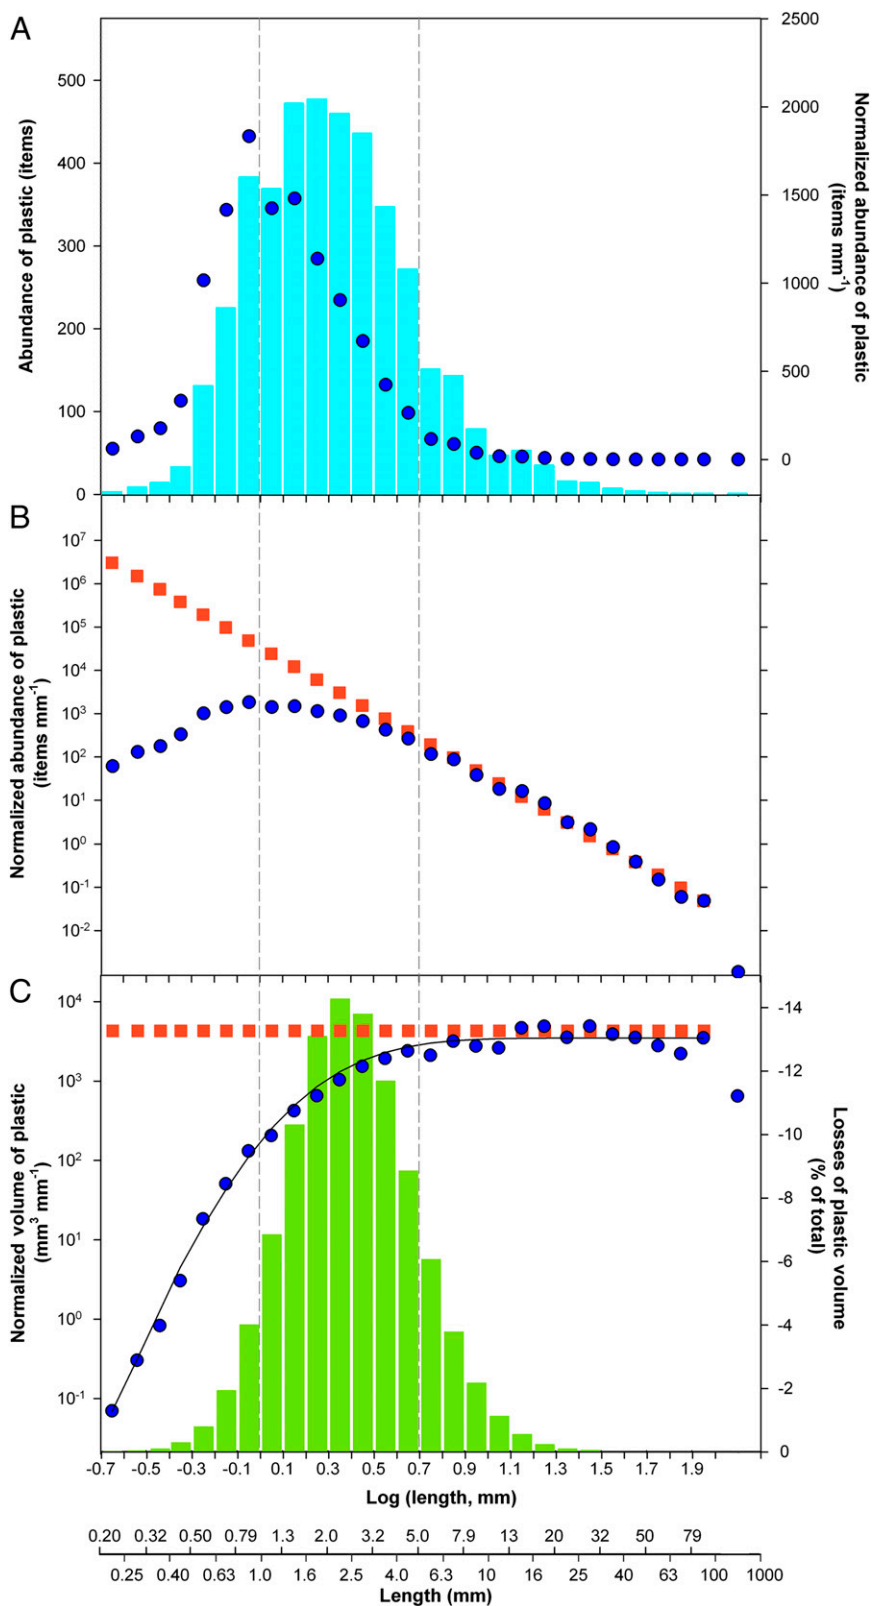 A
Abundance of plastic (items)
500
400
300
200
100
0
2500
2000
1500
1000
500
0
Normalized abundance of plastic
(items mm⁻¹)
B
Normalized abundance of plastic
(items mm⁻¹)
10⁷
10⁶
10⁵
10⁴
10³
10²
10¹
10⁰
10⁻¹
10⁻²
C
Normalized volume of plastic
(mm³ mm⁻¹)
10⁴
10³
10²
10¹
10⁰
10⁻¹
-14
-12
-10
-8
-6
-4
-2
0
Losses of plastic volume
(% of total)
-0.7 -0.5 -0.3 -0.1 0.1 0.3 0.5 0.7 0.9 1.1 1.3 1.5 1.7 1.9
Log (length, mm)
0.20 0.32 0.50 0.79 1.3 2.0 3.2 5.0 7.9 13 20 32 50 79
0.25 0.40 0.63 1.0 1.6 2.5 4.0 6.3 10 16 25 40 63 100 1000
Length (mm)